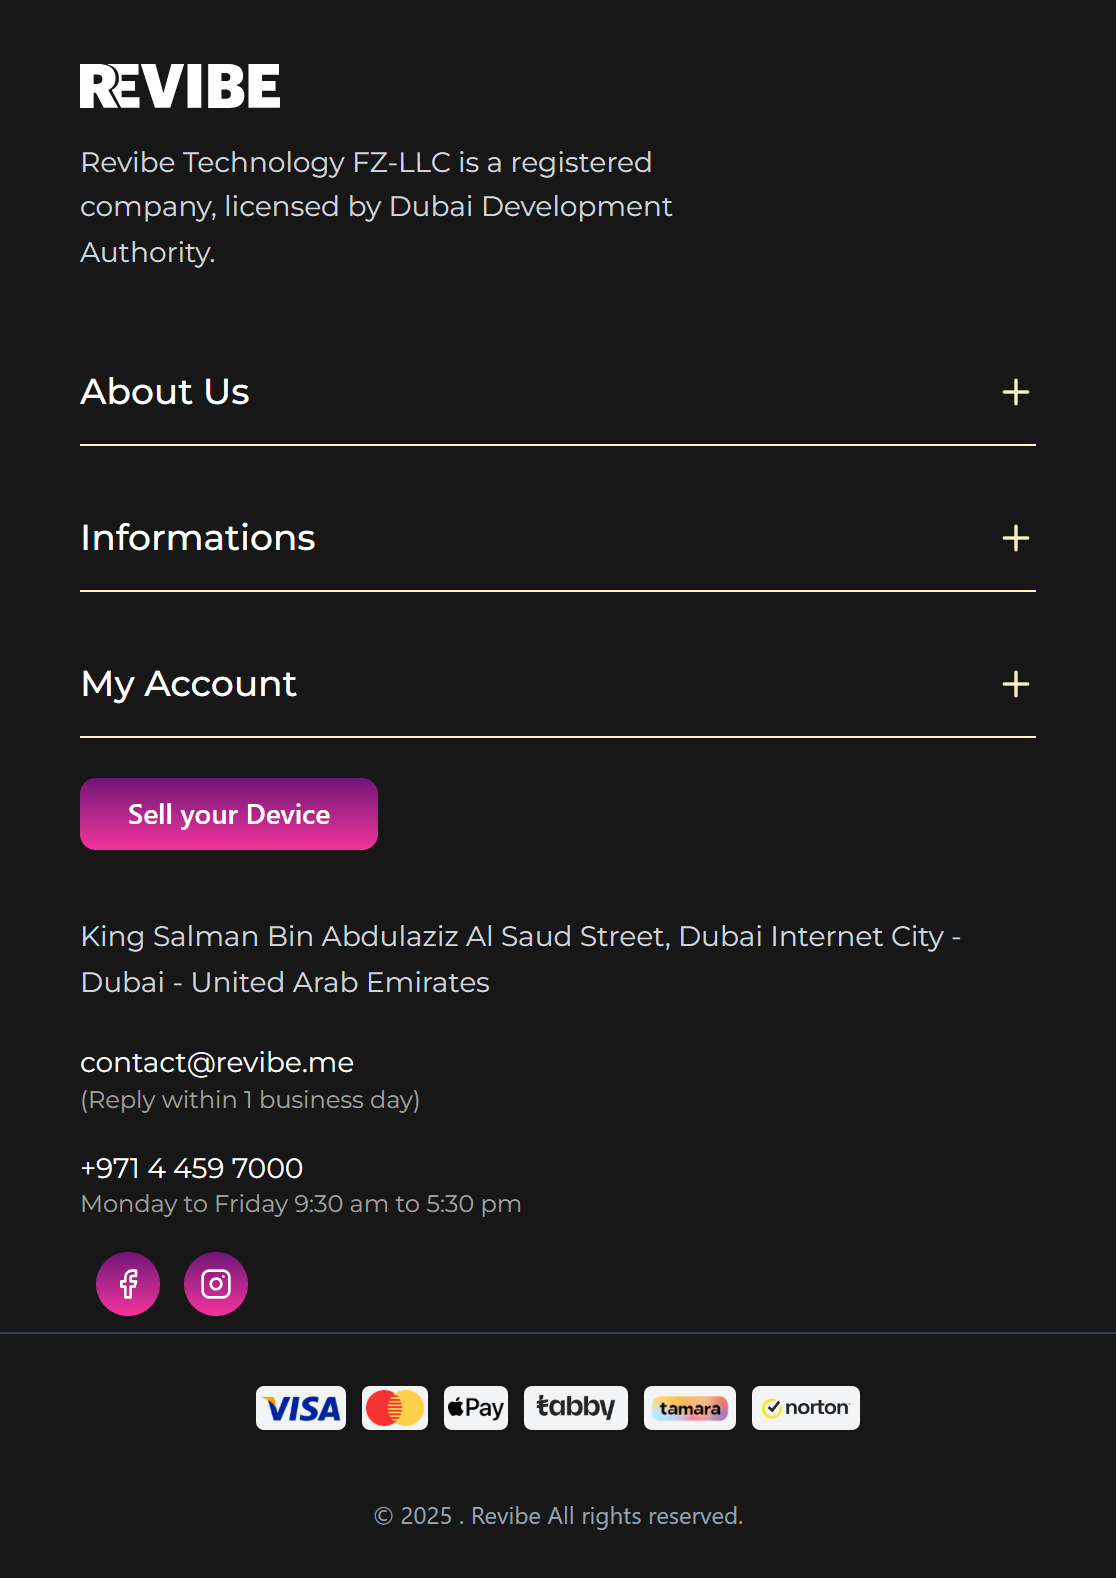 REVIBE
Revibe Technology FZ-LLC is a registered
company, licensed by Dubai Development
Authority.
About Us
Informations
My Account
Sell your Device
King Salman Bin Abdulaziz Al Saud Street, Dubai Internet City -
Dubai - United Arab Emirates
contact@revibe.me
(Reply within 1 business day)
+971 4 459 7000
Monday to Friday 9:30 am to 5:30 pm
VISA Pay tabby tamara norton
© 2025 . Revibe All rights reserved.